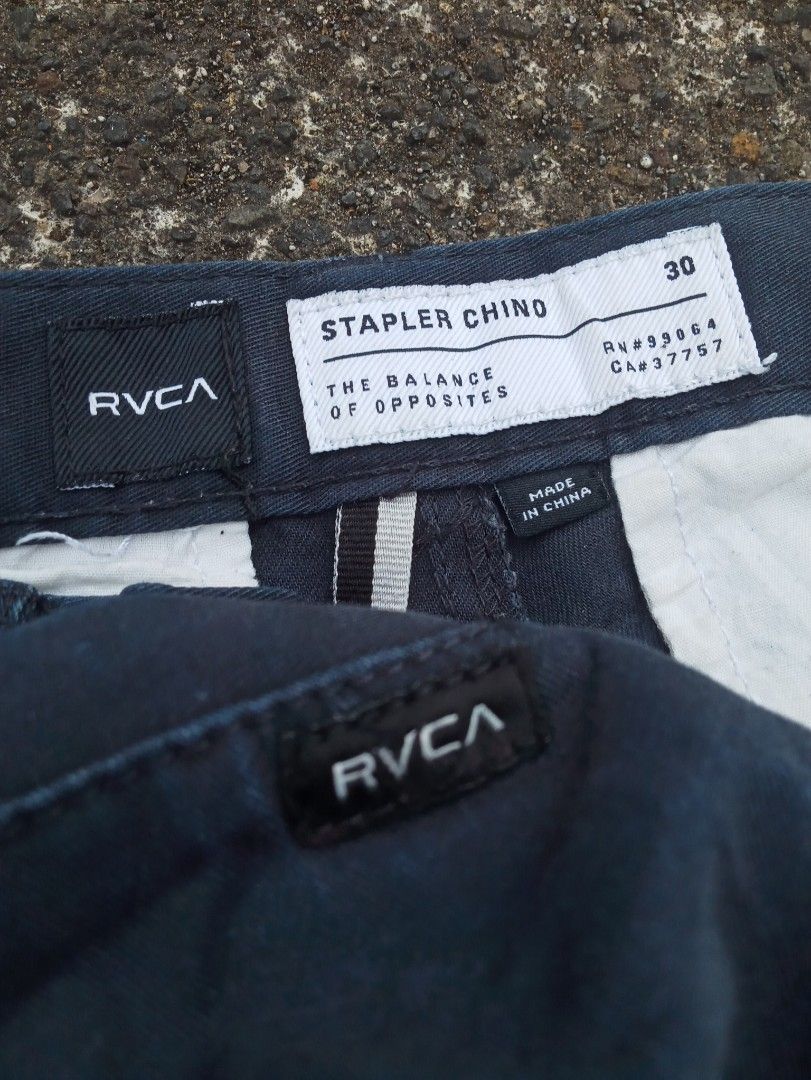 RVCA
STAPLER CHINO
30
THE BALANCE
OF OPPOSITES
RN#99064
CA#37757
MADE
IN CHINA
RVCA